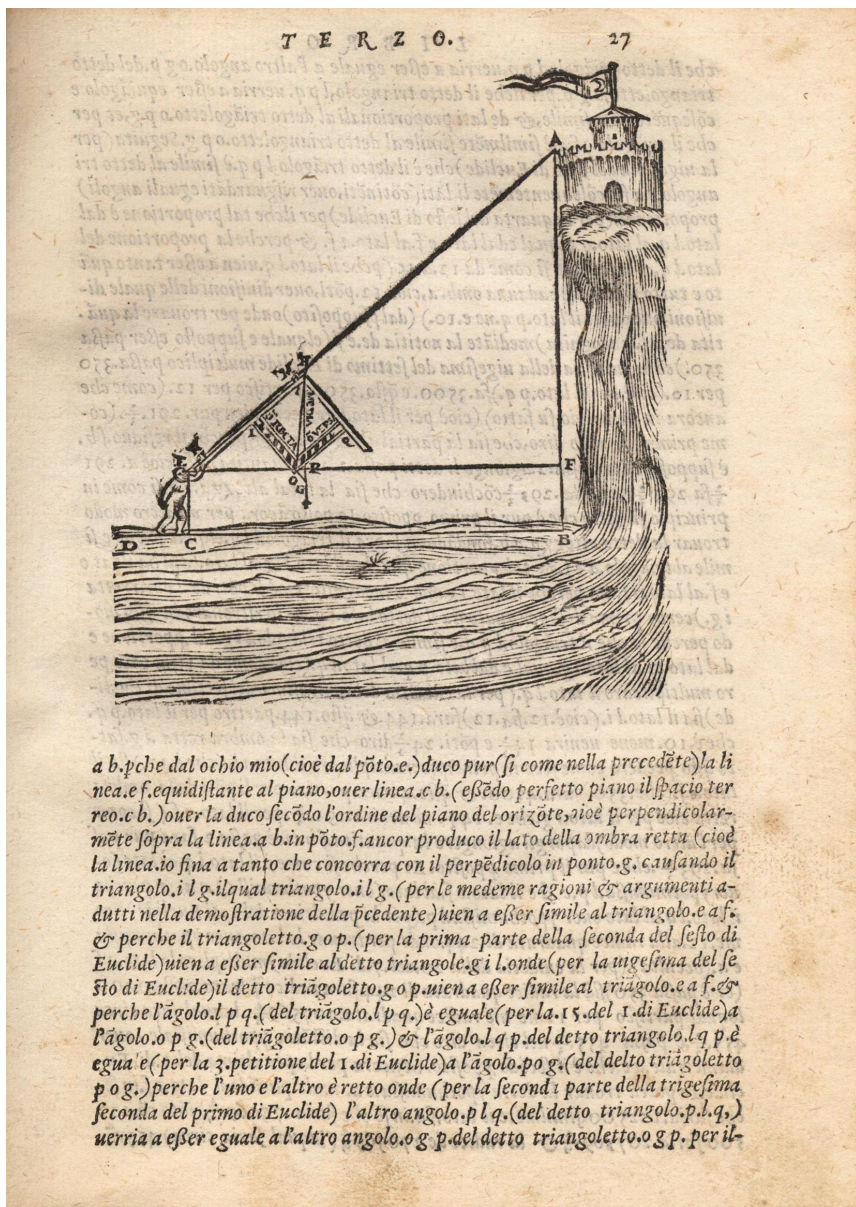 TERZO. 27
2
A
H
I
K
L
Q
P
E
F
O
G
D C B
a b.pche dal ochio mio(cioè dal põto.e.)duco pur(ſi come nella precedẽte)la li
nea.e f.equidiſtante al piano,ouer linea.c b.(eßẽdo perfetto piano il ſpacio ter
reo.c b.)ouer la duco ſecõdo l'ordine del piano del orizõte,cioè perpendicolar-
mẽte ſopra la linea.a b.in põto.f.ancor produco il lato della ombra retta (cioè
la linea.io fina a tanto che concorra con il perpẽdicolo in ponto.g. cauſando il
triangolo.i l g.ilqual triangolo.i l g.(per le medeme ragioni & argumenti a-
dutti nella demoſtratione della p̃cedente)uien a eßer ſimile al triangolo.e a f.
& perche il triangoletto.g o p.(per la prima parte della ſeconda del ſeſto di
Euclide)uien a eßer ſimile al detto triangole.g i l.onde(per la uigeſima del ſe
ſto di Euclide)il detto triãgoletto.g o p.uien a eßer ſimile al triãgolo.e a f.&
perche l'ãgolo.l p q.(del triãgolo.l p q.)è eguale(per la.15.del 1.di Euclide)a
l'ãgolo.o p g.(del triãgoletto.o p g.)& l'ãgolo.l q p.del detto triangolo.l q p.è
egua e(per la 3.petitione del 1.di Euclide)a l'ãgolo.po g.(del delto triãgoletto
p o g.)perche l'uno e l'altro è retto onde (per la ſecondı parte della trigeſima
ſeconda del primo di Euclide) l'altro angolo.p l q.(del detto triangolo.p.l.q,)
uerria a eßer eguale a l'altro angolo.o g p.del detto triangoletto.o g p. per il-